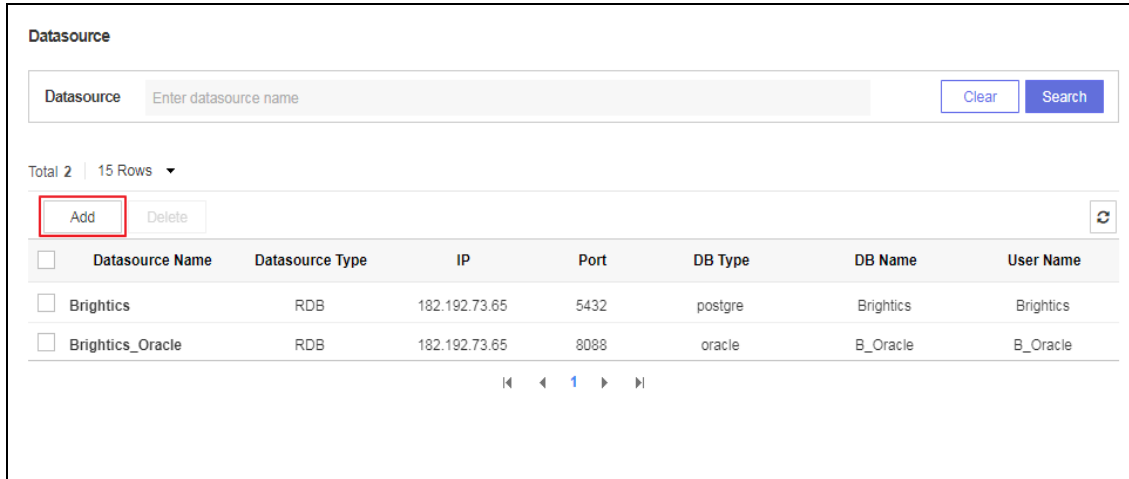 Datasource
Datasource Enter datasource name Clear Search
Total 2 15 Rows
Add Delete
Datasource Name Datasource Type IP Port DB Type DB Name User Name
Brightics RDB 182.192.73.65 5432 postgre Brightics Brightics
Brightics_Oracle RDB 182.192.73.65 8088 oracle B_Oracle B_Oracle
1